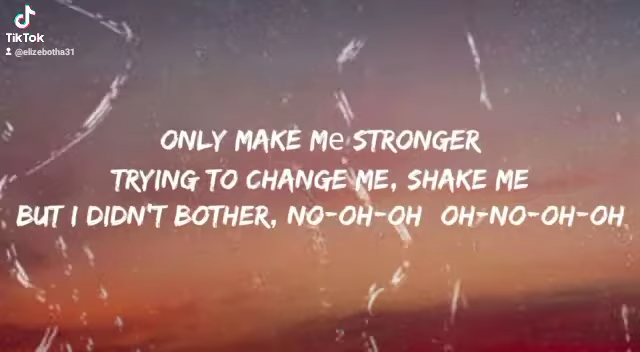 TikTok
@elizebotha31
ONLY MAKE Me STRONGER
TRYING TO CHANGE ME, SHAKE ME
BUT I DIDN'T BOTHER, NO-OH-OH OH-NO-OH-OH